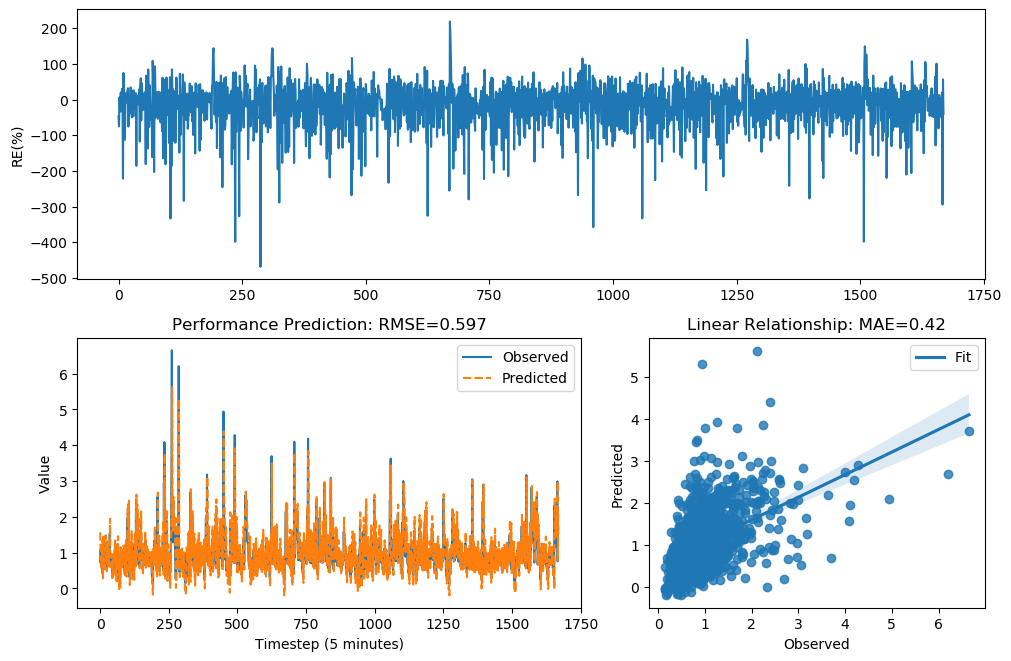 200
100
0
−100
−200
−300
−400
−500
RE(%)
0 250 500 750 1000 1250 1500 1750
Performance Prediction: RMSE=0.597
Observed
Predicted
6
5
4
3
2
1
0
Value
0 250 500 750 1000 1250 1500 1750
Timestep (5 minutes)
Linear Relationship: MAE=0.42
Fit
5
4
3
2
1
0
Predicted
0 1 2 3 4 5 6
Observed